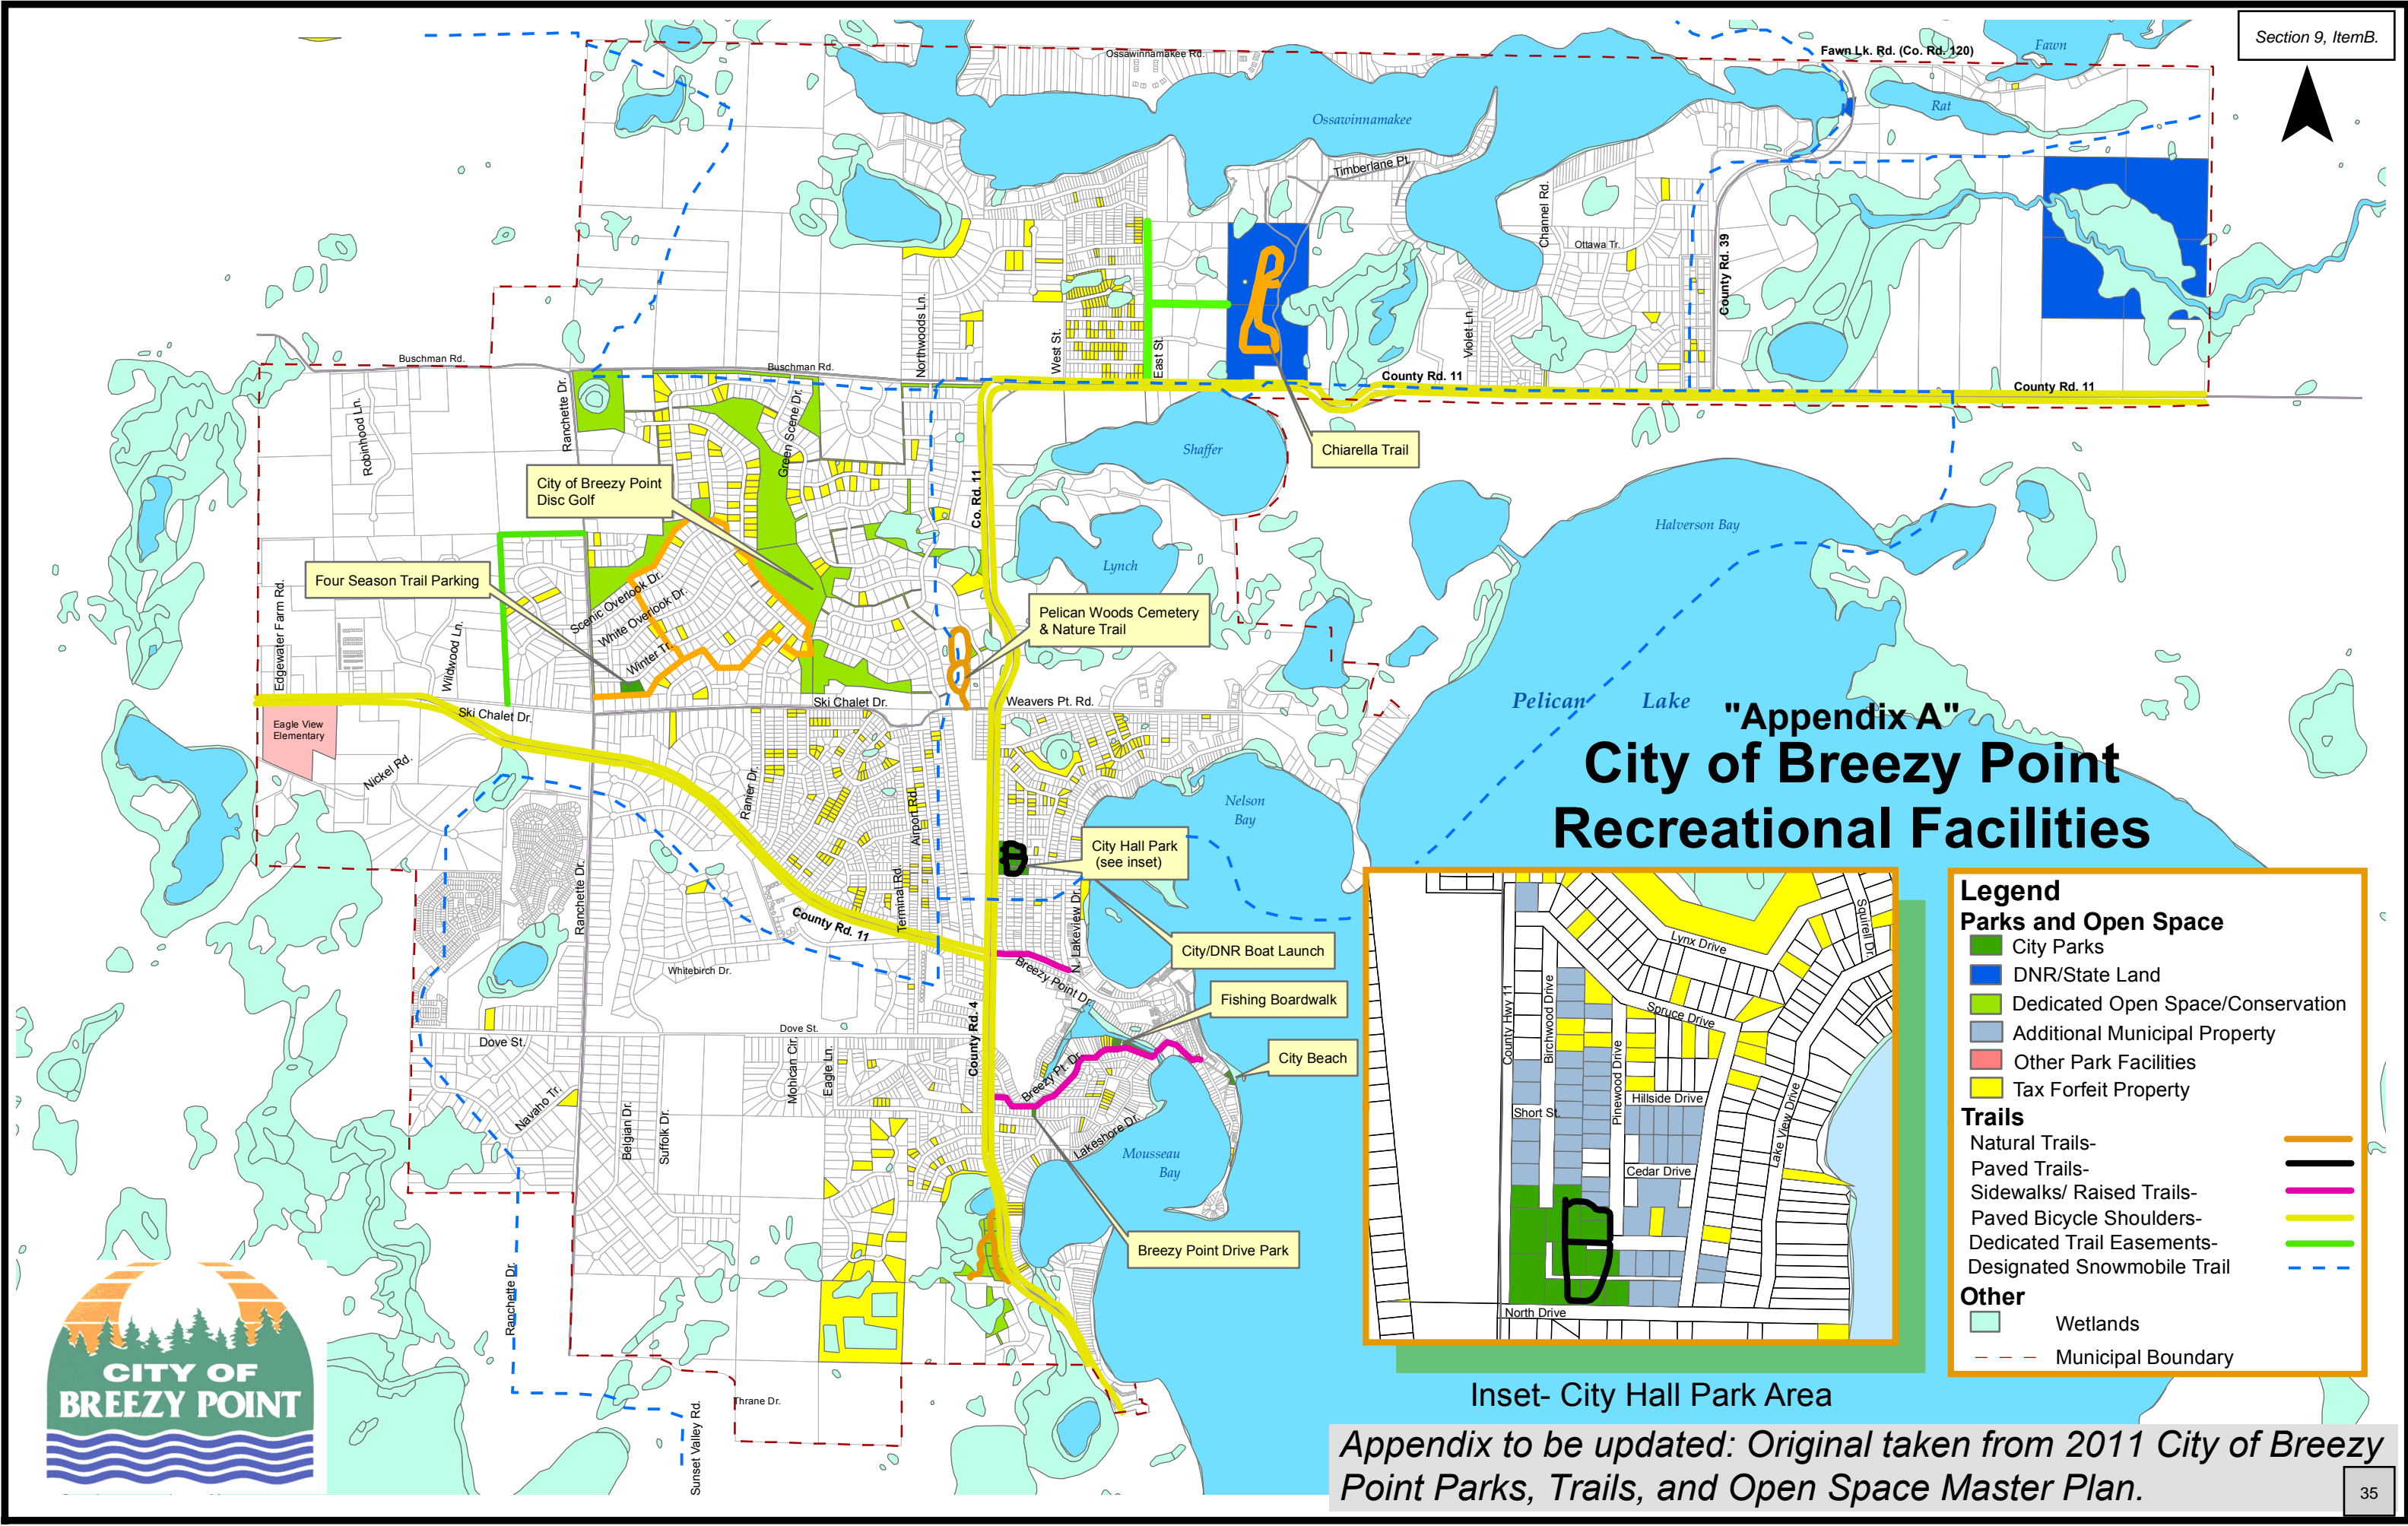 Section 9, ItemB.
Fawn
Fawn Lk. Rd. (Co. Rd. 120)
Ossawinnamakee Rd.
Rat
Ossawinnamakee
Timberlane Pt.
Channel Rd.
Ottawa Tr.
County Rd. 39
Northwoods Ln.
West St.
East St.
Violet Ln.
Buschman Rd.
Buschman Rd.
County Rd. 11
County Rd. 11
Robinhood Ln.
Ranchette Dr.
Green Scene Dr.
Shaffer
Chiarella Trail
City of Breezy Point
Disc Golf
Co. Rd. 11
Halverson Bay
Lynch
Four Season Trail Parking
Scenic Overlook Dr.
White Overlook Dr.
Winter Tr.
Pelican Woods Cemetery
& Nature Trail
Edgewater Farm Rd.
Wildwood Ln.
Ski Chalet Dr.
Ski Chalet Dr.
Weavers Pt. Rd.
Pelican Lake
Eagle View
Elementary
Nickel Rd.
Ranier Dr.
Airport Rd.
Nelson
Bay
"Appendix A"
City of Breezy Point
Recreational Facilities
City Hall Park
(see inset)
Ranchette Dr.
Terminal Rd.
County Rd. 11
N. Lakeview Dr.
City/DNR Boat Launch
Whitebirch Dr.
Breezy Point Dr.
Fishing Boardwalk
Dove St.
Dove St.
County Rd. 4
City Beach
Mohican Cir.
Eagle Ln.
Breezy Pt. Dr.
Navaho Tr.
Belgian Dr.
Suffolk Dr.
Lakeshore Dr.
Mousseau
Bay
Breezy Point Drive Park
Ranchette Dr.
Thrane Dr.
Sunset Valley Rd.
CITY OF
BREEZY POINT
Lynx Drive
Squirrel Dr.
County Hwy 11
Birchwood Drive
Spruce Drive
Pinewood Drive
Hillside Drive
Short St.
Lake View Drive
Cedar Drive
North Drive
Inset- City Hall Park Area
Legend
Parks and Open Space
City Parks
DNR/State Land
Dedicated Open Space/Conservation
Additional Municipal Property
Other Park Facilities
Tax Forfeit Property
Trails
Natural Trails-
Paved Trails-
Sidewalks/ Raised Trails-
Paved Bicycle Shoulders-
Dedicated Trail Easements-
Designated Snowmobile Trail
Other
Wetlands
Municipal Boundary
Appendix to be updated: Original taken from 2011 City of Breezy
Point Parks, Trails, and Open Space Master Plan.
35